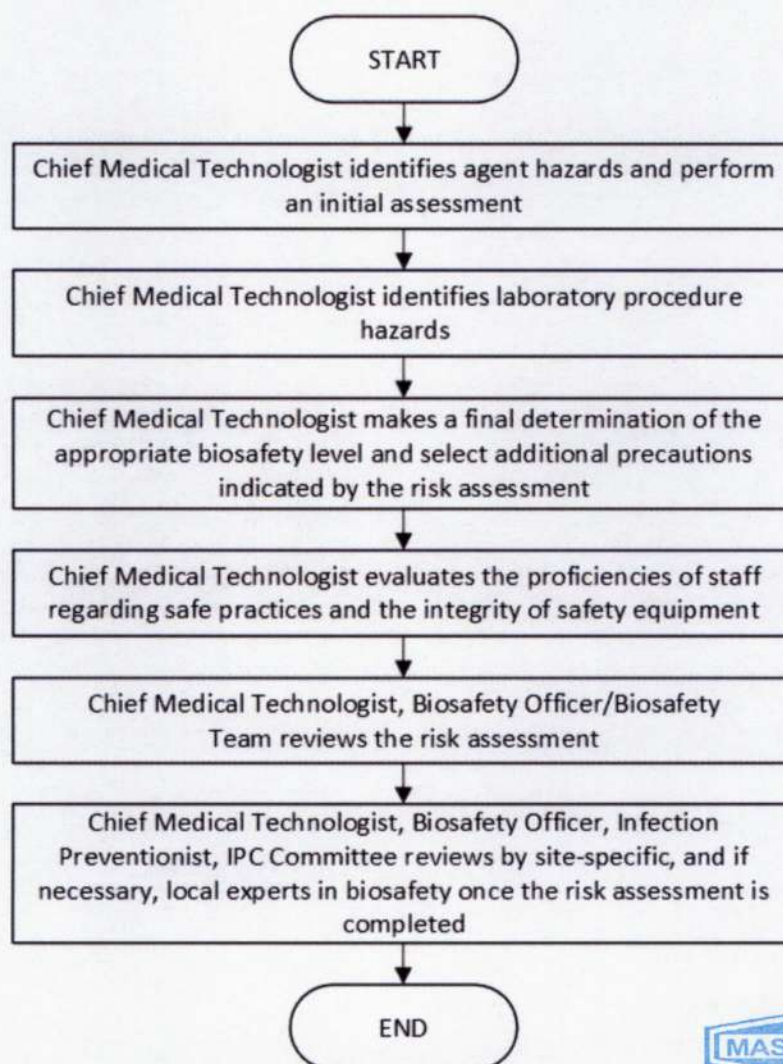 START
Chief Medical Technologist identifies agent hazards and perform
an initial assessment
Chief Medical Technologist identifies laboratory procedure
hazards
Chief Medical Technologist makes a final determination of the
appropriate biosafety level and select additional precautions
indicated by the risk assessment
Chief Medical Technologist evaluates the proficiencies of staff
regarding safe practices and the integrity of safety equipment
Chief Medical Technologist, Biosafety Officer/Biosafety
Team reviews the risk assessment
Chief Medical Technologist, Biosafety Officer, Infection
Preventionist, IPC Committee reviews by site-specific, and if
necessary, local experts in biosafety once the risk assessment is
completed
END